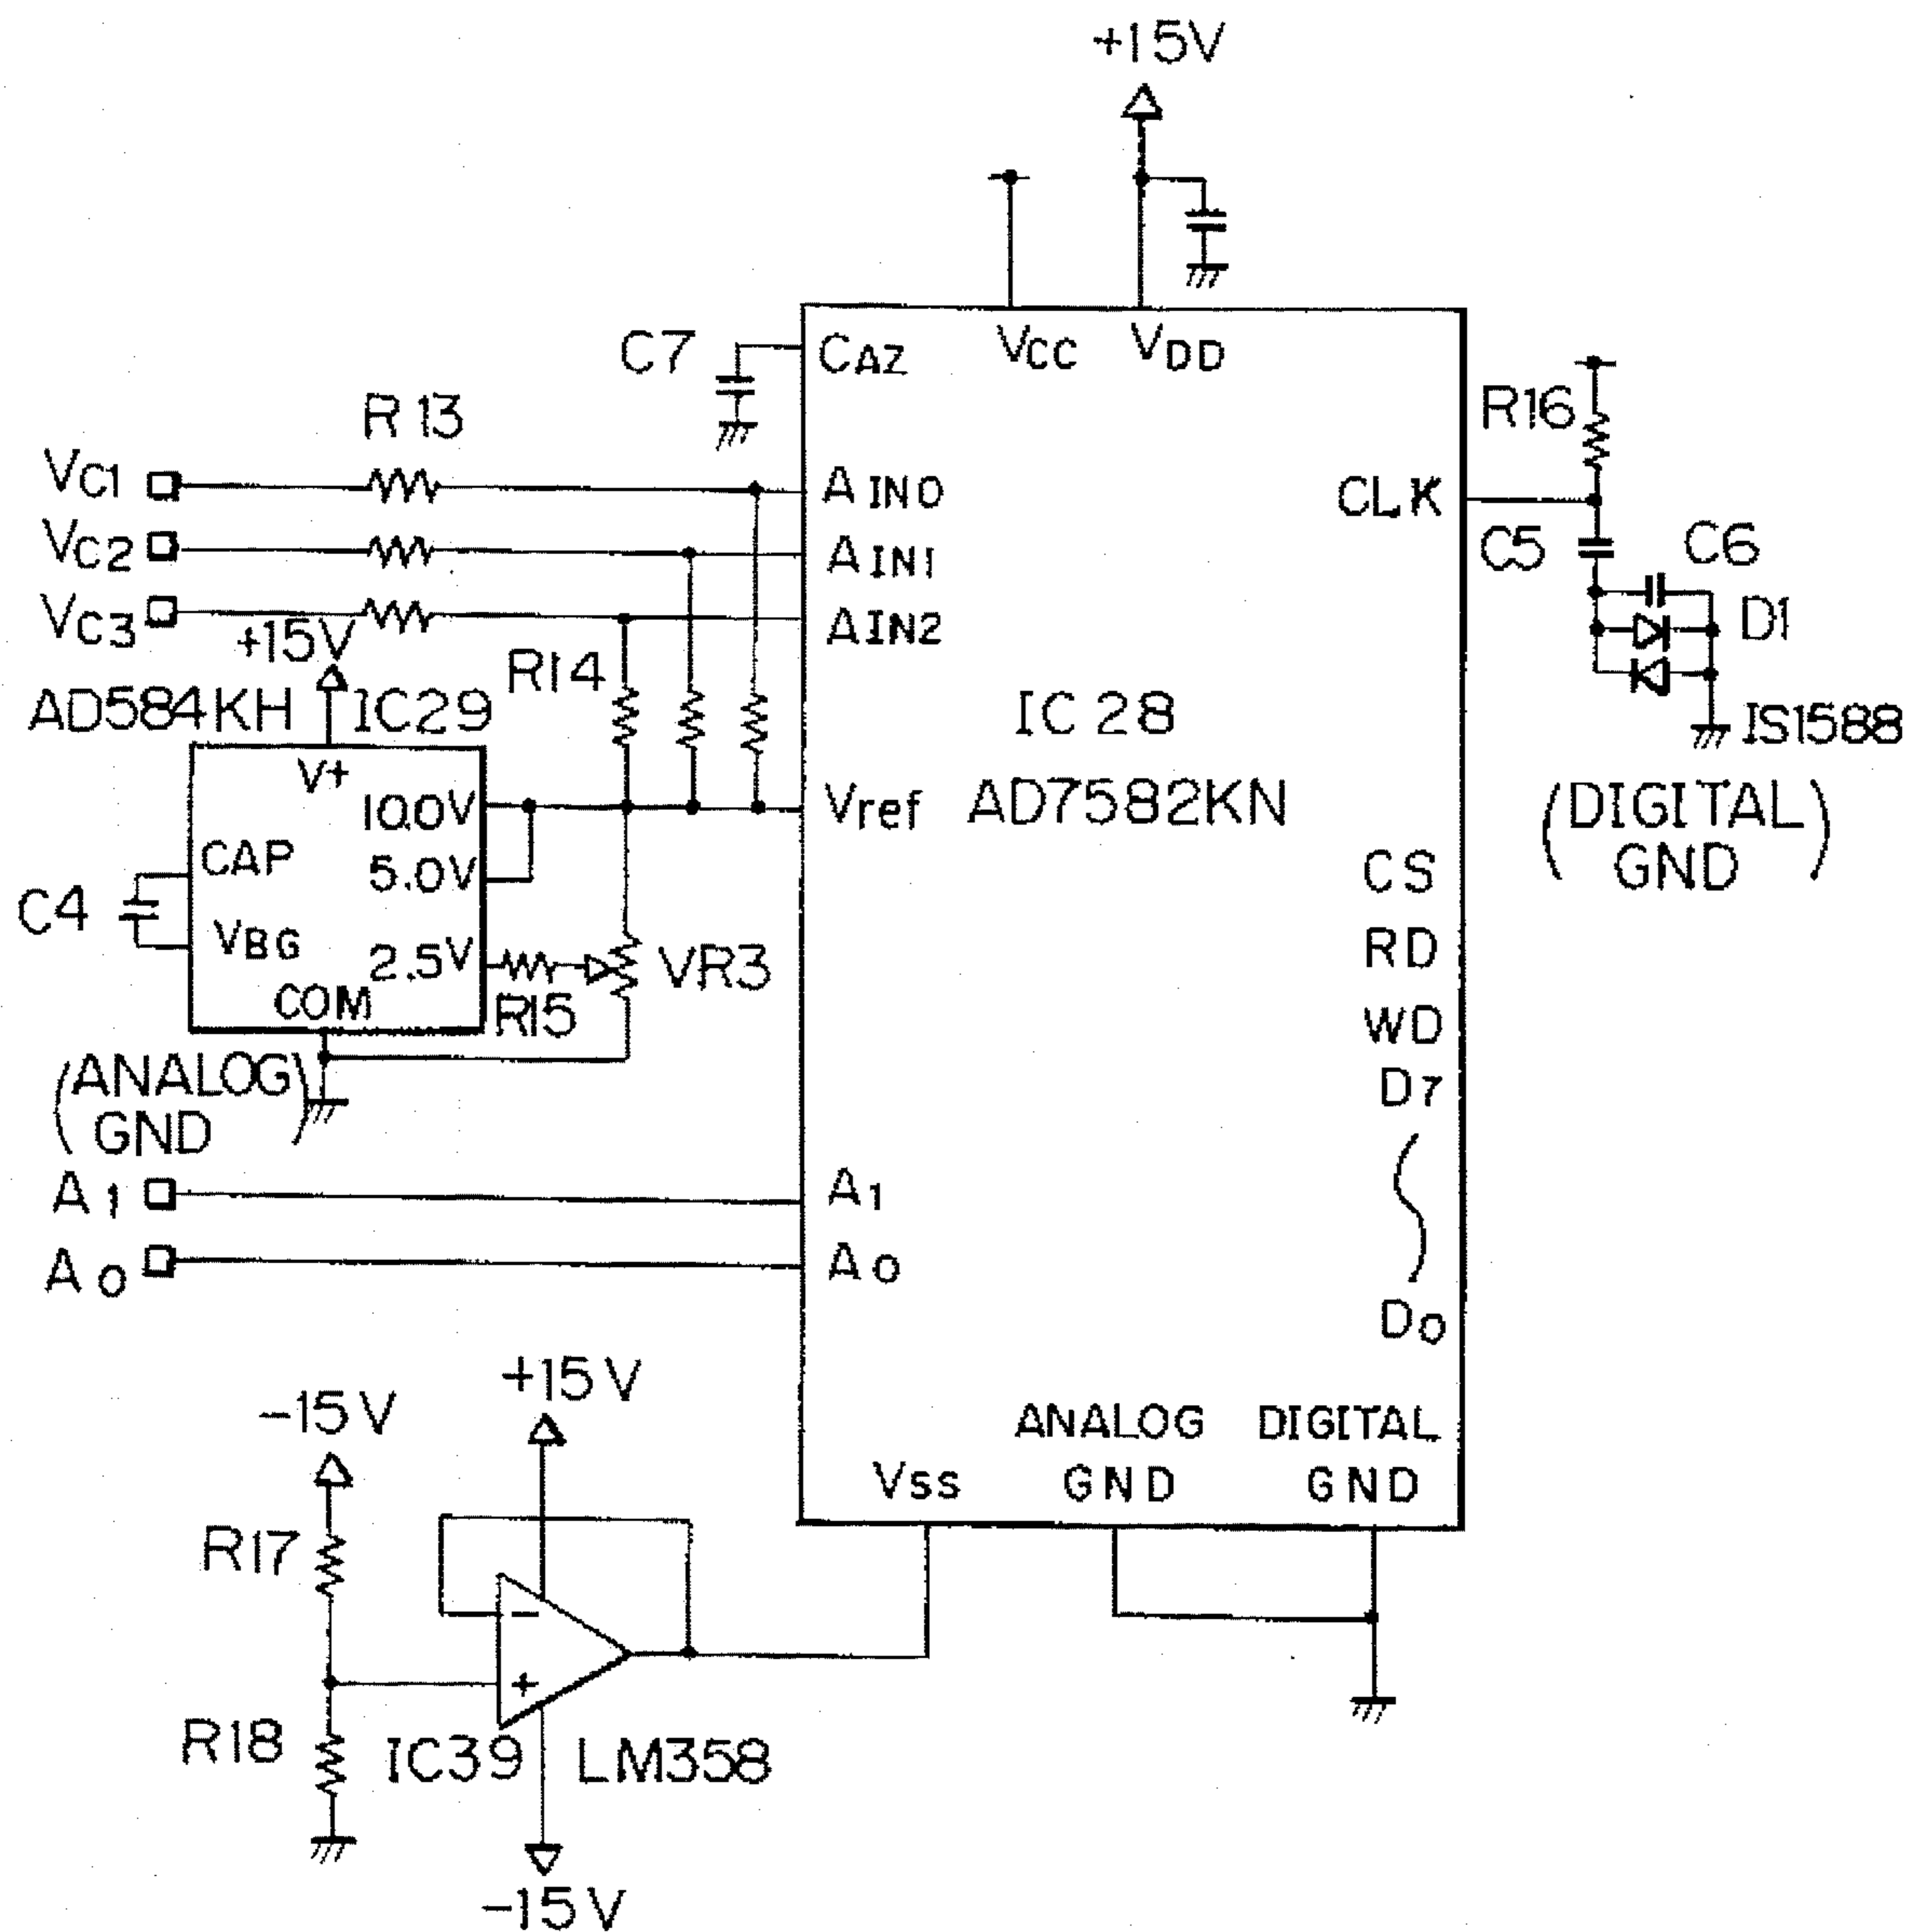 +15V
C7
CAZ
VCC
VDD
R13
R16
VC1
AIN0
CLK
VC2
AIN1
C5
C6
VC3
AIN2
D1
+15V
R14
AD584KH
IC29
IC28
IS1588
V+
10.0V
Vref
AD7582KN
(DIGITAL
GND)
CAP
5.0V
CS
C4
VBG
2.5V
VR3
RD
COM
R15
WD
(ANALOG
GND)
D7
A1
A1
A0
A0
D0
-15V
+15V
ANALOG
GND
DIGITAL
GND
VSS
R17
-
+
R18
IC39
LM358
-15V